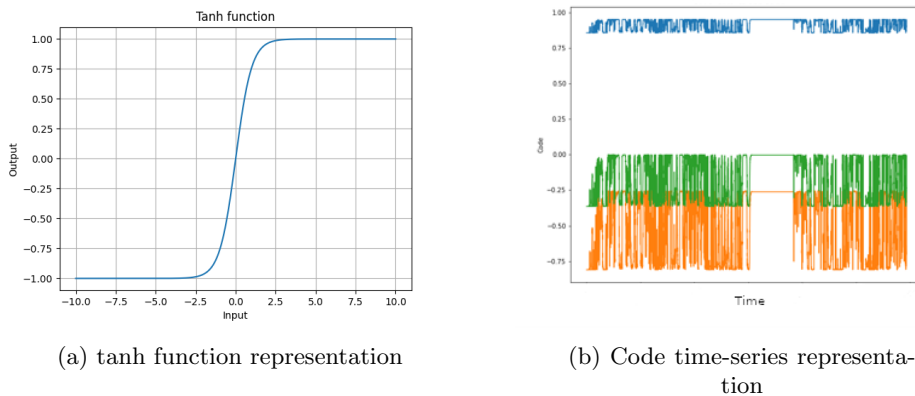 Tanh function
1.00
0.75
0.50
0.25
0.00
−0.25
−0.50
−0.75
−1.00
Output
−10.0 −7.5 −5.0 −2.5 0.0 2.5 5.0 7.5 10.0
Input
(a) tanh function representation
1.00
0.75
0.50
0.25
0.00
−0.25
−0.50
−0.75
Code
Time
(b) Code time-series representa-
tion